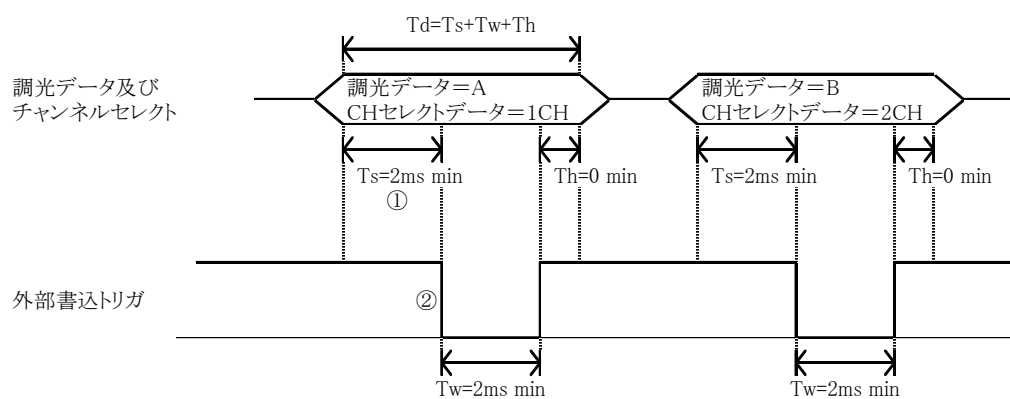 Td=Ts+Tw+Th
調光データ及び
チャンネルセレクト
調光データ=A
CHセレクトデータ=1CH
調光データ=B
CHセレクトデータ=2CH
Ts=2ms min
Th=0 min
Ts=2ms min
Th=0 min
①
外部書込トリガ
②
Tw=2ms min
Tw=2ms min